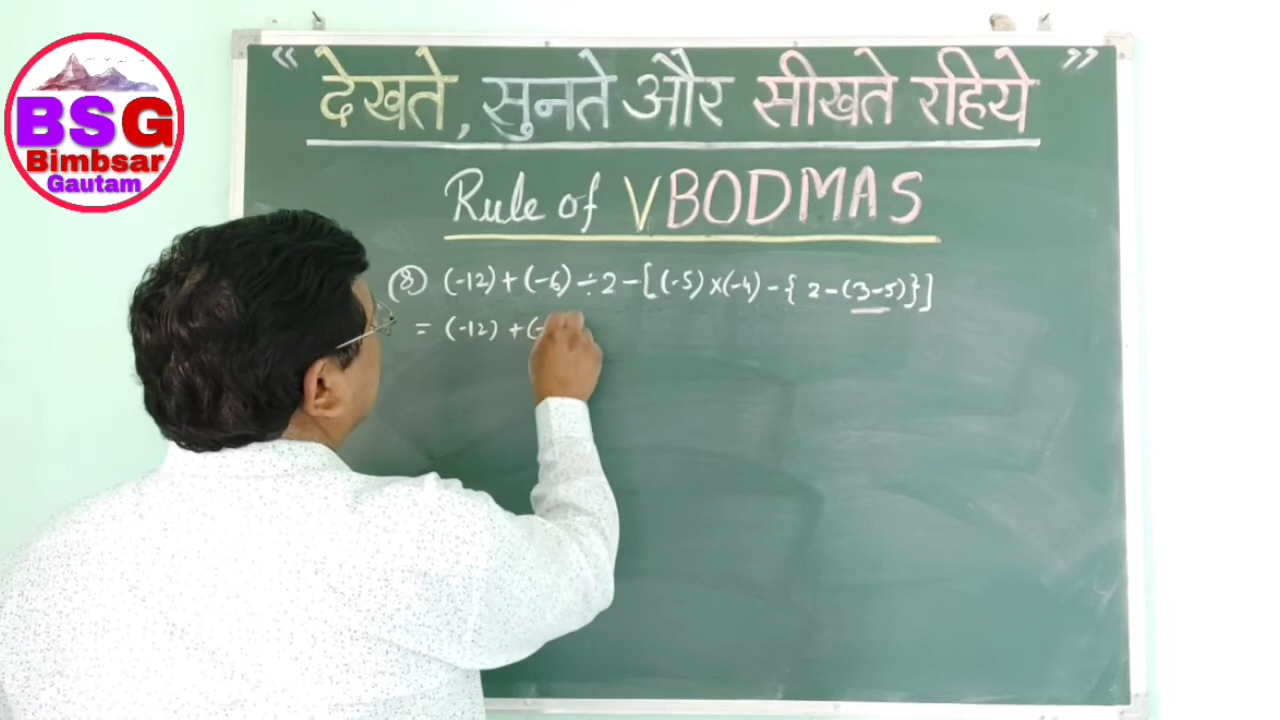 BSG
Bimbsar
Gautam
“ देखते, सुनते और सीखते रहिये ”
Rule of VBODMAS
(8) (-12) + (-6) ÷ 2 - [(-5) × (-4) - { 2 - (3-5)}]
= (-12) + (-